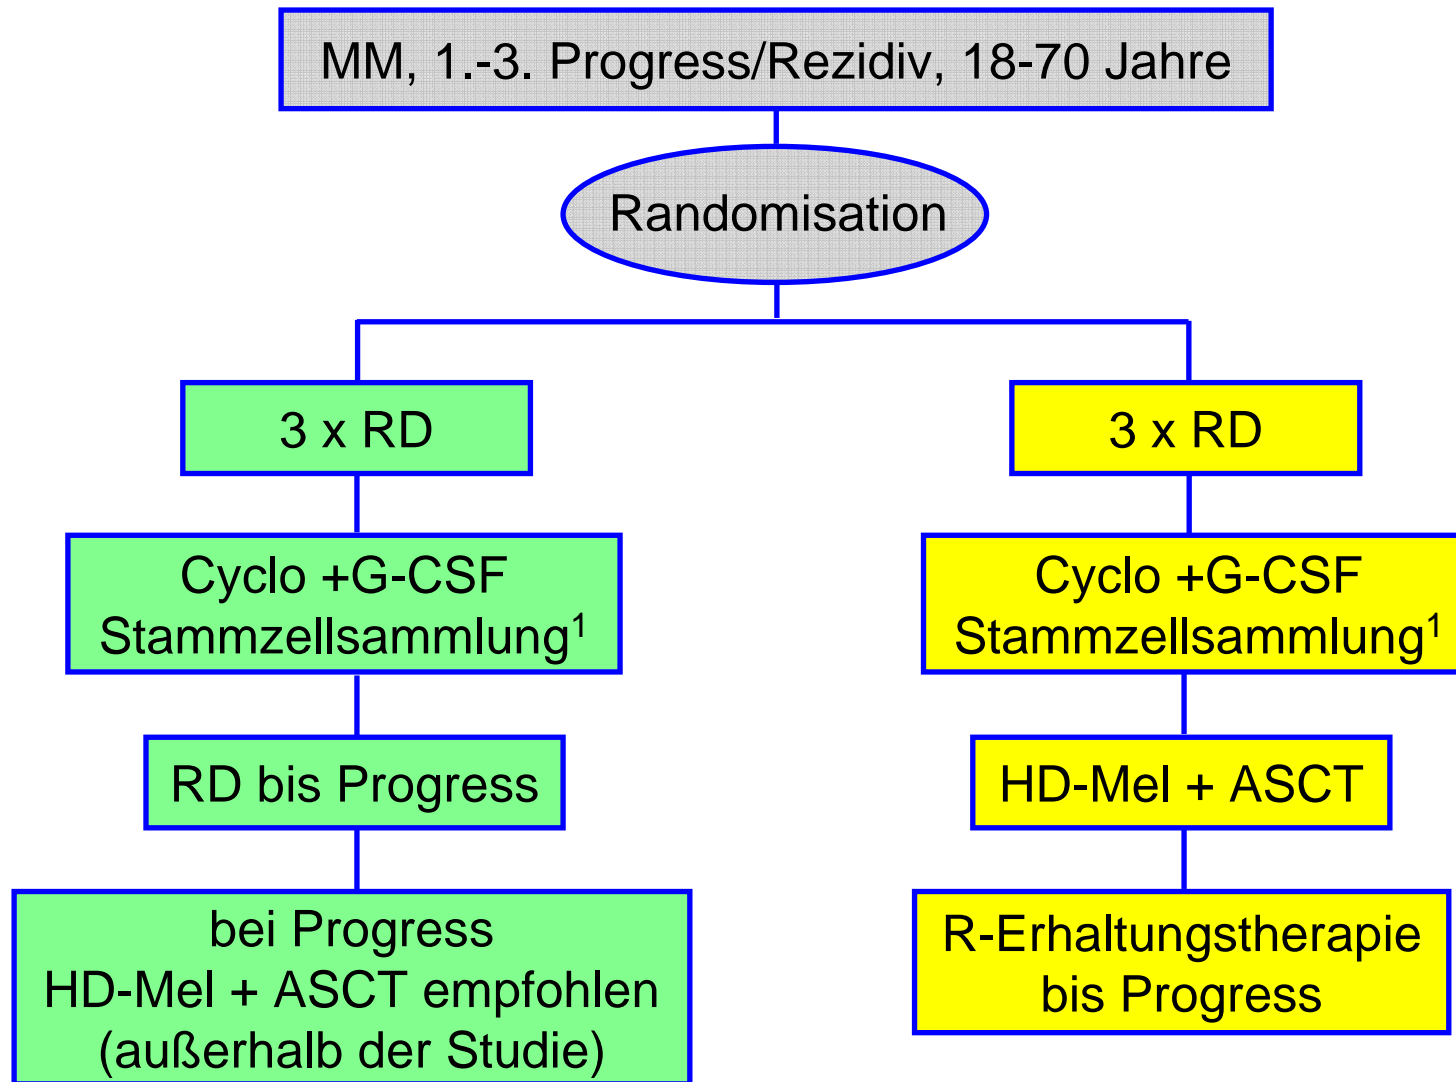 MM, 1.-3. Progress/Rezidiv, 18-70 Jahre
Randomisation
3 x RD
Cyclo +G-CSF
Stammzellsammlung¹
RD bis Progress
bei Progress
HD-Mel + ASCT empfohlen
(außerhalb der Studie)
3 x RD
Cyclo +G-CSF
Stammzellsammlung¹
HD-Mel + ASCT
R-Erhaltungstherapie
bis Progress